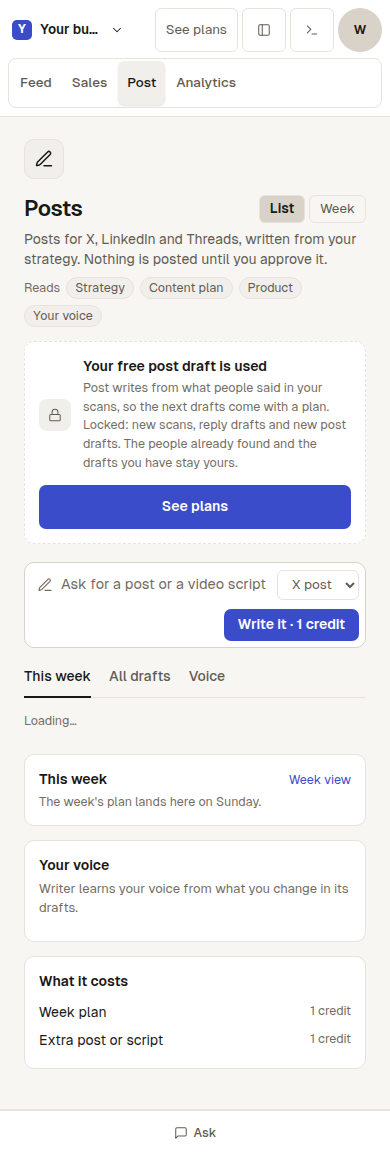 Y Your bu... See plans W
Feed Sales Post Analytics
Posts List Week
Posts for X, LinkedIn and Threads, written from your
strategy. Nothing is posted until you approve it.
Reads Strategy Content plan Product
Your voice
Your free post draft is used
Post writes from what people said in your
scans, so the next drafts come with a plan.
Locked: new scans, reply drafts and new post
drafts. The people already found and the
drafts you have stay yours.
See plans
Ask for a post or a video script X post
Write it · 1 credit
This week All drafts Voice
Loading…
This week Week view
The week's plan lands here on Sunday.
Your voice
Writer learns your voice from what you change in its
drafts.
What it costs
Week plan 1 credit
Extra post or script 1 credit
Ask